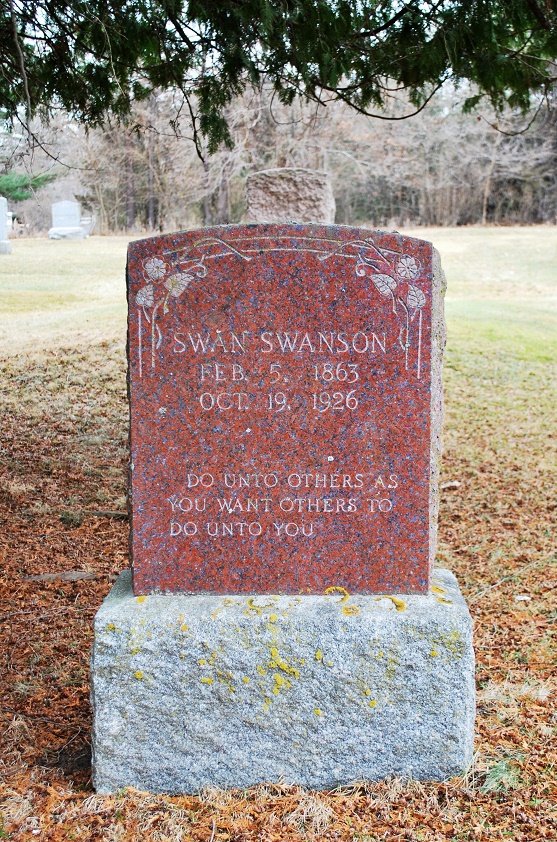 SWAN SWANSON
FEB. 5, 1863
OCT. 19, 1926
DO UNTO OTHERS AS
YOU WANT OTHERS TO
DO UNTO YOU